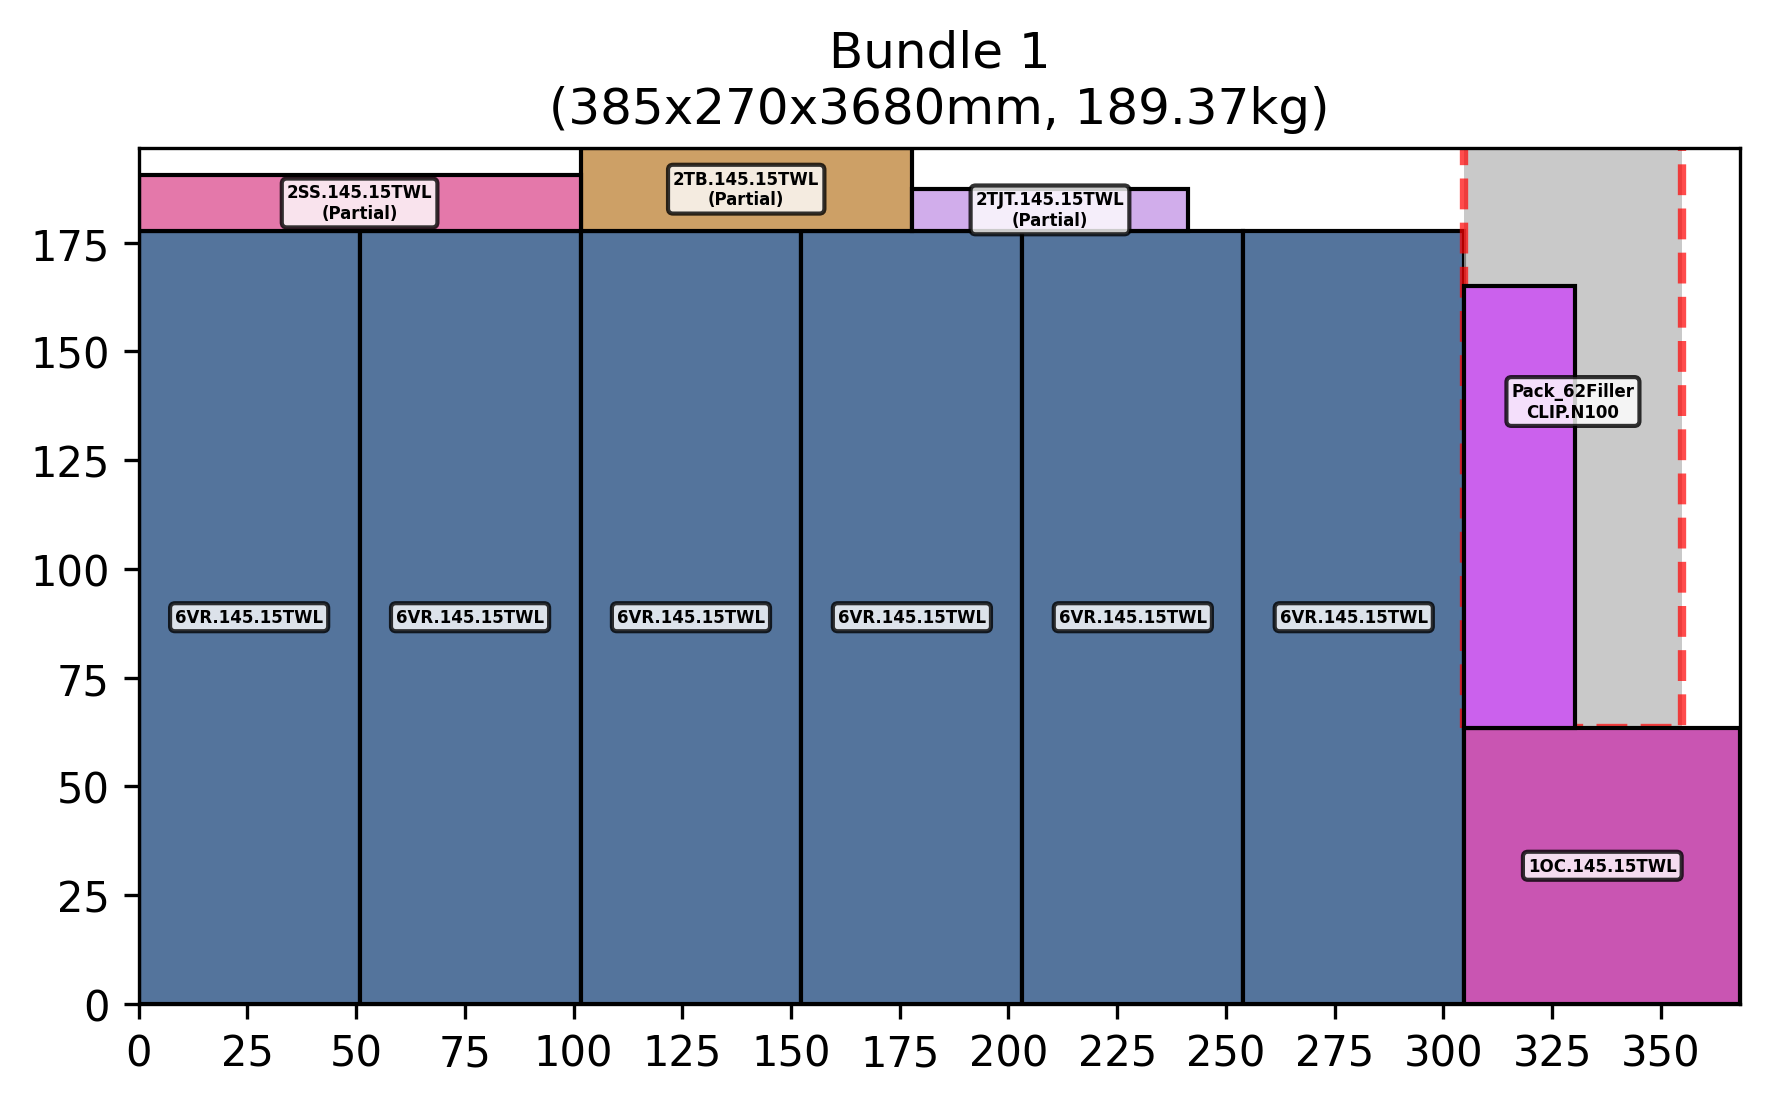 Bundle 1
(385x270x3680mm, 189.37kg)
2SS.145.15TWL
(Partial)
2TB.145.15TWL
(Partial)
2TJT.145.15TWL
(Partial)
Pack_62Filler
CLIP.N100
6VR.145.15TWL
6VR.145.15TWL
6VR.145.15TWL
6VR.145.15TWL
6VR.145.15TWL
6VR.145.15TWL
1OC.145.15TWL
175
150
125
100
75
50
25
0
0 25 50 75 100 125 150 175 200 225 250 275 300 325 350